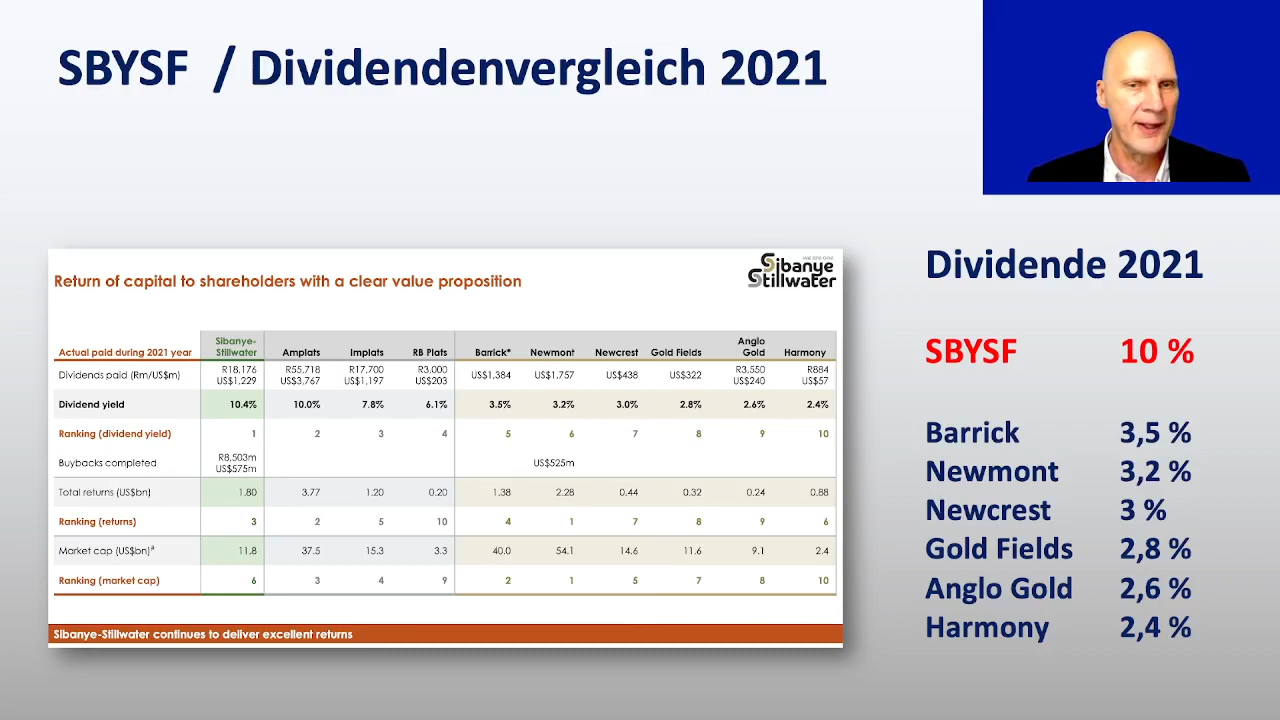 SBYSF / Dividendenvergleich 2021
WE ARE ONE
Sibanye
Stillwater
Return of capital to shareholders with a clear value proposition
Actual paid during 2021 year Sibanye-Stillwater Amplats Implats RB Plats Barrick* Newmont Newcrest Gold Fields Anglo Gold Harmony
Dividends paid (Rm/US$m) R18,176 US$1,229 R55,718 US$3,767 R17,700 US$1,197 R3,000 US$203 US$1,384 US$1,757 US$438 US$322 R3,550 US$240 R884 US$57
Dividend yield 10.4% 10.0% 7.8% 6.1% 3.5% 3.2% 3.0% 2.8% 2.6% 2.4%
Ranking (dividend yield) 1 2 3 4 5 6 7 8 9 10
Buybacks completed R8,503m US$575m US$525m
Total returns (US$bn) 1.80 3.77 1.20 0.20 1.38 2.28 0.44 0.32 0.24 0.88
Ranking (returns) 3 2 5 10 4 1 7 8 9 6
Market cap (US$bn)# 11.8 37.5 15.3 3.3 40.0 54.1 14.6 11.6 9.1 2.4
Ranking (market cap) 6 3 4 9 2 1 5 7 8 10
Sibanye-Stillwater continues to deliver excellent returns
Dividende 2021
SBYSF 10 %
Barrick 3,5 %
Newmont 3,2 %
Newcrest 3 %
Gold Fields 2,8 %
Anglo Gold 2,6 %
Harmony 2,4 %